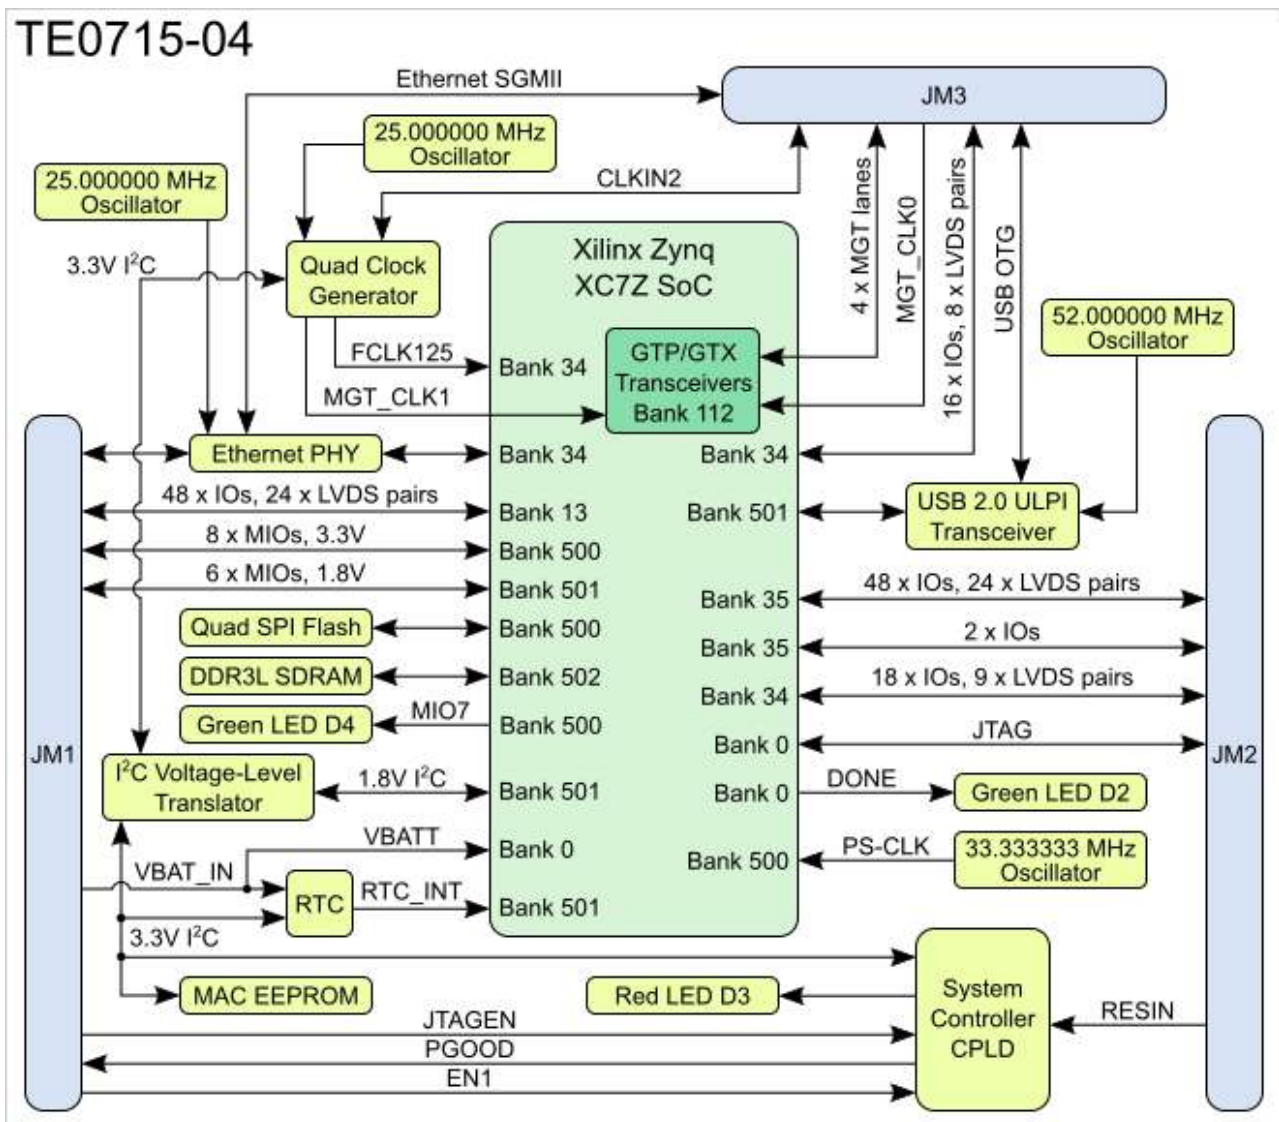 TE0715-04
Ethernet SGMII
JM3
25.000000 MHz
Oscillator
25.000000 MHz
Oscillator
CLKIN2
4 x MGT lanes
MGT_CLK0
16 x IOs, 8 x LVDS pairs
USB OTG
3.3V I²C
Quad Clock
Generator
Xilinx Zynq
XC7Z SoC
52.000000 MHz
Oscillator
FCLK125
Bank 34
GTP/GTX
Transceivers
Bank 112
MGT_CLK1
Ethernet PHY
Bank 34
Bank 34
48 x IOs, 24 x LVDS pairs
Bank 13
Bank 501
USB 2.0 ULPI
Transceiver
8 x MIOs, 3.3V
Bank 500
6 x MIOs, 1.8V
Bank 501
Bank 35
48 x IOs, 24 x LVDS pairs
Quad SPI Flash
Bank 500
Bank 35
2 x IOs
DDR3L SDRAM
Bank 502
Bank 34
18 x IOs, 9 x LVDS pairs
Green LED D4
MIO7
Bank 500
Bank 0
JTAG
JM1
JM2
I²C Voltage-Level
Translator
1.8V I²C
Bank 501
Bank 0
DONE
Green LED D2
VBATT
Bank 0
Bank 500
PS-CLK
33.333333 MHz
Oscillator
VBAT_IN
RTC
RTC_INT
Bank 501
3.3V I²C
MAC EEPROM
Red LED D3
System
Controller
CPLD
RESIN
JTAGEN
PGOOD
EN1